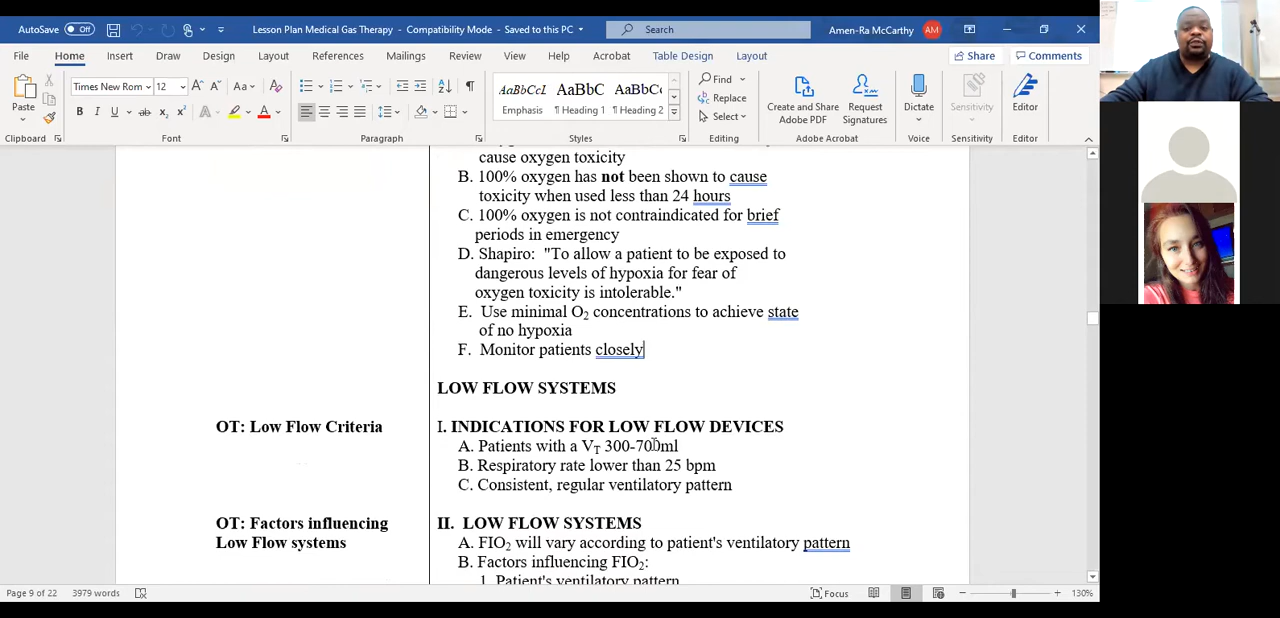 AutoSave Off Lesson Plan Medical Gas Therapy - Compatibility Mode - Saved to this PC Search Amen-Ra McCarthy AM
File Home Insert Draw Design Layout References Mailings Review View Help Acrobat Table Design Layout Share Comments
Times New Rom 12 Aa AaBbCcI AaBbC AaBbCc Find Replace Select
Paste B I U ab x₂ x² A A Emphasis ¶ Heading 1 ¶ Heading 2 Create and Share Adobe PDF Request Signatures Dictate Sensitivity Editor
Clipboard Font Paragraph Styles Editing Adobe Acrobat Voice Sensitivity Editor
cause oxygen toxicity
B. 100% oxygen has not been shown to cause
toxicity when used less than 24 hours
C. 100% oxygen is not contraindicated for brief
periods in emergency
D. Shapiro: "To allow a patient to be exposed to
dangerous levels of hypoxia for fear of
oxygen toxicity is intolerable."
E. Use minimal O₂ concentrations to achieve state
of no hypoxia
F. Monitor patients closely
LOW FLOW SYSTEMS
OT: Low Flow Criteria
I. INDICATIONS FOR LOW FLOW DEVICES
A. Patients with a VT 300-700ml
B. Respiratory rate lower than 25 bpm
C. Consistent, regular ventilatory pattern
OT: Factors influencing
Low Flow systems
II. LOW FLOW SYSTEMS
A. FIO₂ will vary according to patient's ventilatory pattern
B. Factors influencing FIO₂:
1. Patient's ventilatory pattern
Page 9 of 22 3979 words Focus 130%